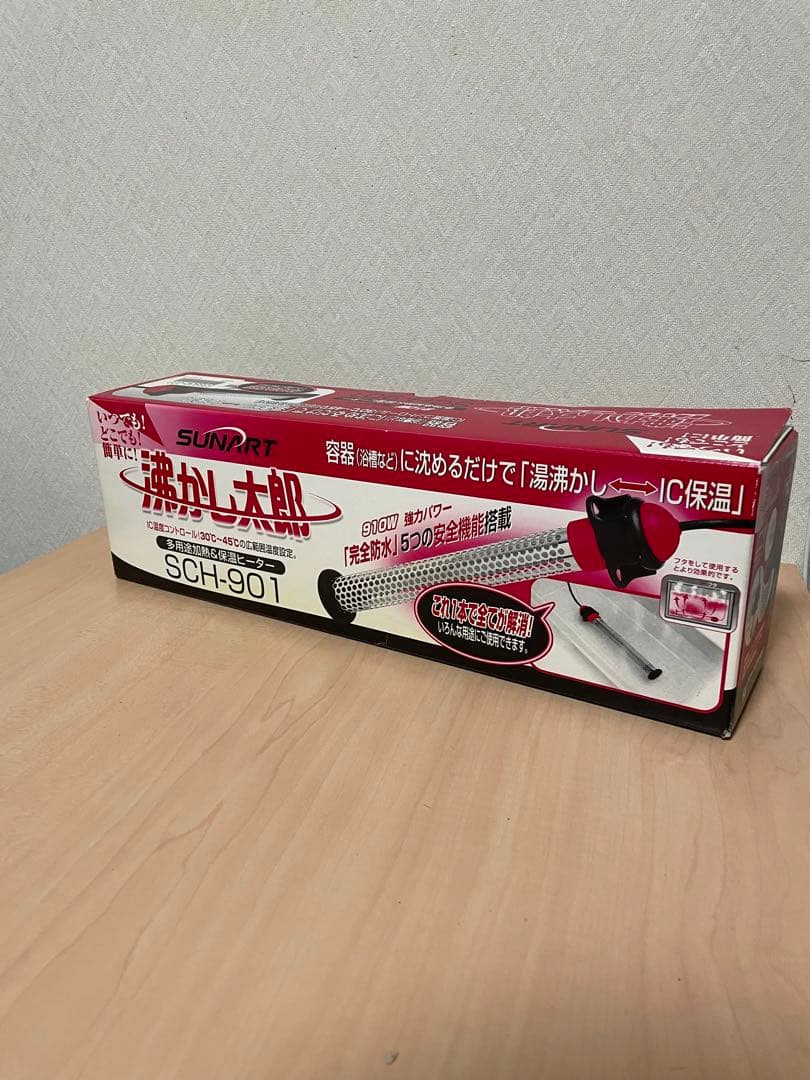 いつでも!
どこでも!
簡単に!
SUNART
沸かし太郎
IC温度コントロール!30℃〜45℃の広範囲温度設定。
多用途加熱&保温ヒーター
SCH-901
容器(浴槽など)に沈めるだけで「湯沸かし⟷IC保温」
910W 強力パワー
「完全防水」5つの安全機能搭載
これ1本で全てが解消!
いろんな用途にご使用できます。
フタをして使用する
とより効果的です。
フタ
SUNART